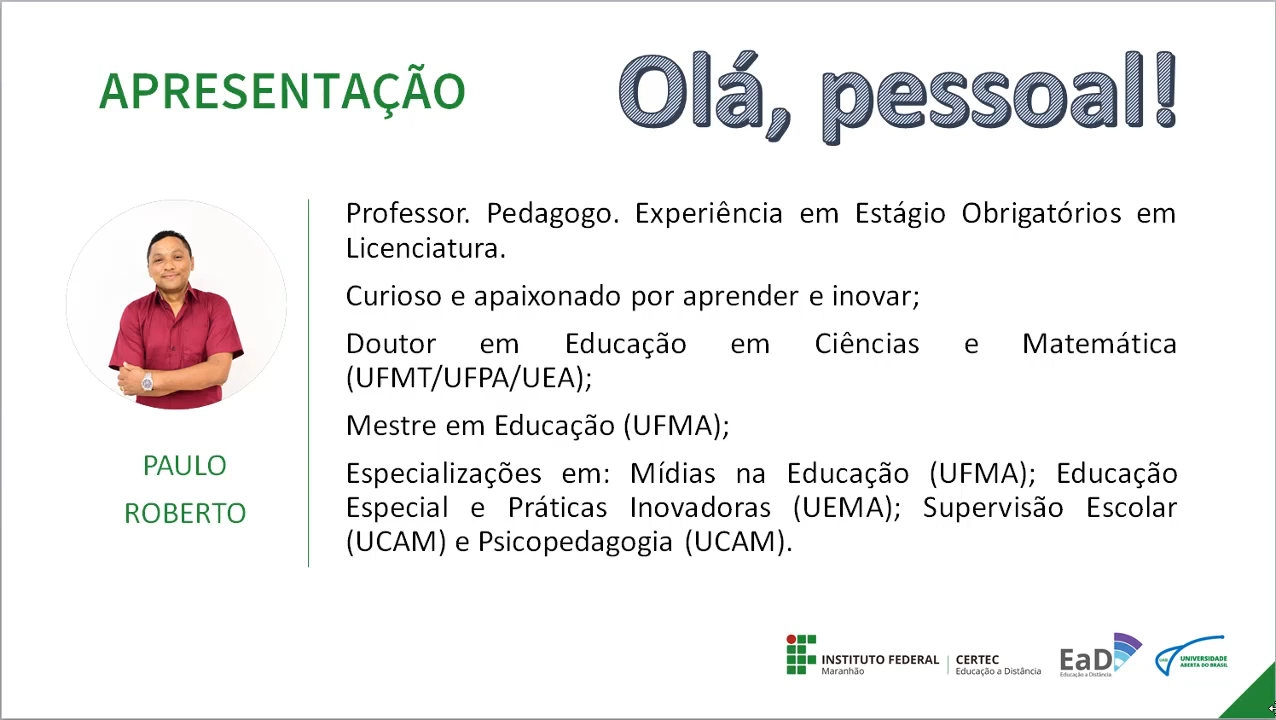 APRESENTAÇÃO
Olá, pessoal!
PAULO
ROBERTO
Professor. Pedagogo. Experiência em Estágio Obrigatórios em
Licenciatura.
Curioso e apaixonado por aprender e inovar;
Doutor em Educação em Ciências e Matemática
(UFMT/UFPA/UEA);
Mestre em Educação (UFMA);
Especializações em: Mídias na Educação (UFMA); Educação
Especial e Práticas Inovadoras (UEMA); Supervisão Escolar
(UCAM) e Psicopedagogia (UCAM).
INSTITUTO FEDERAL
Maranhão
CERTEC
Educação a Distância
EaD
Educação a Distância
UNIVERSIDADE
ABERTA DO BRASIL